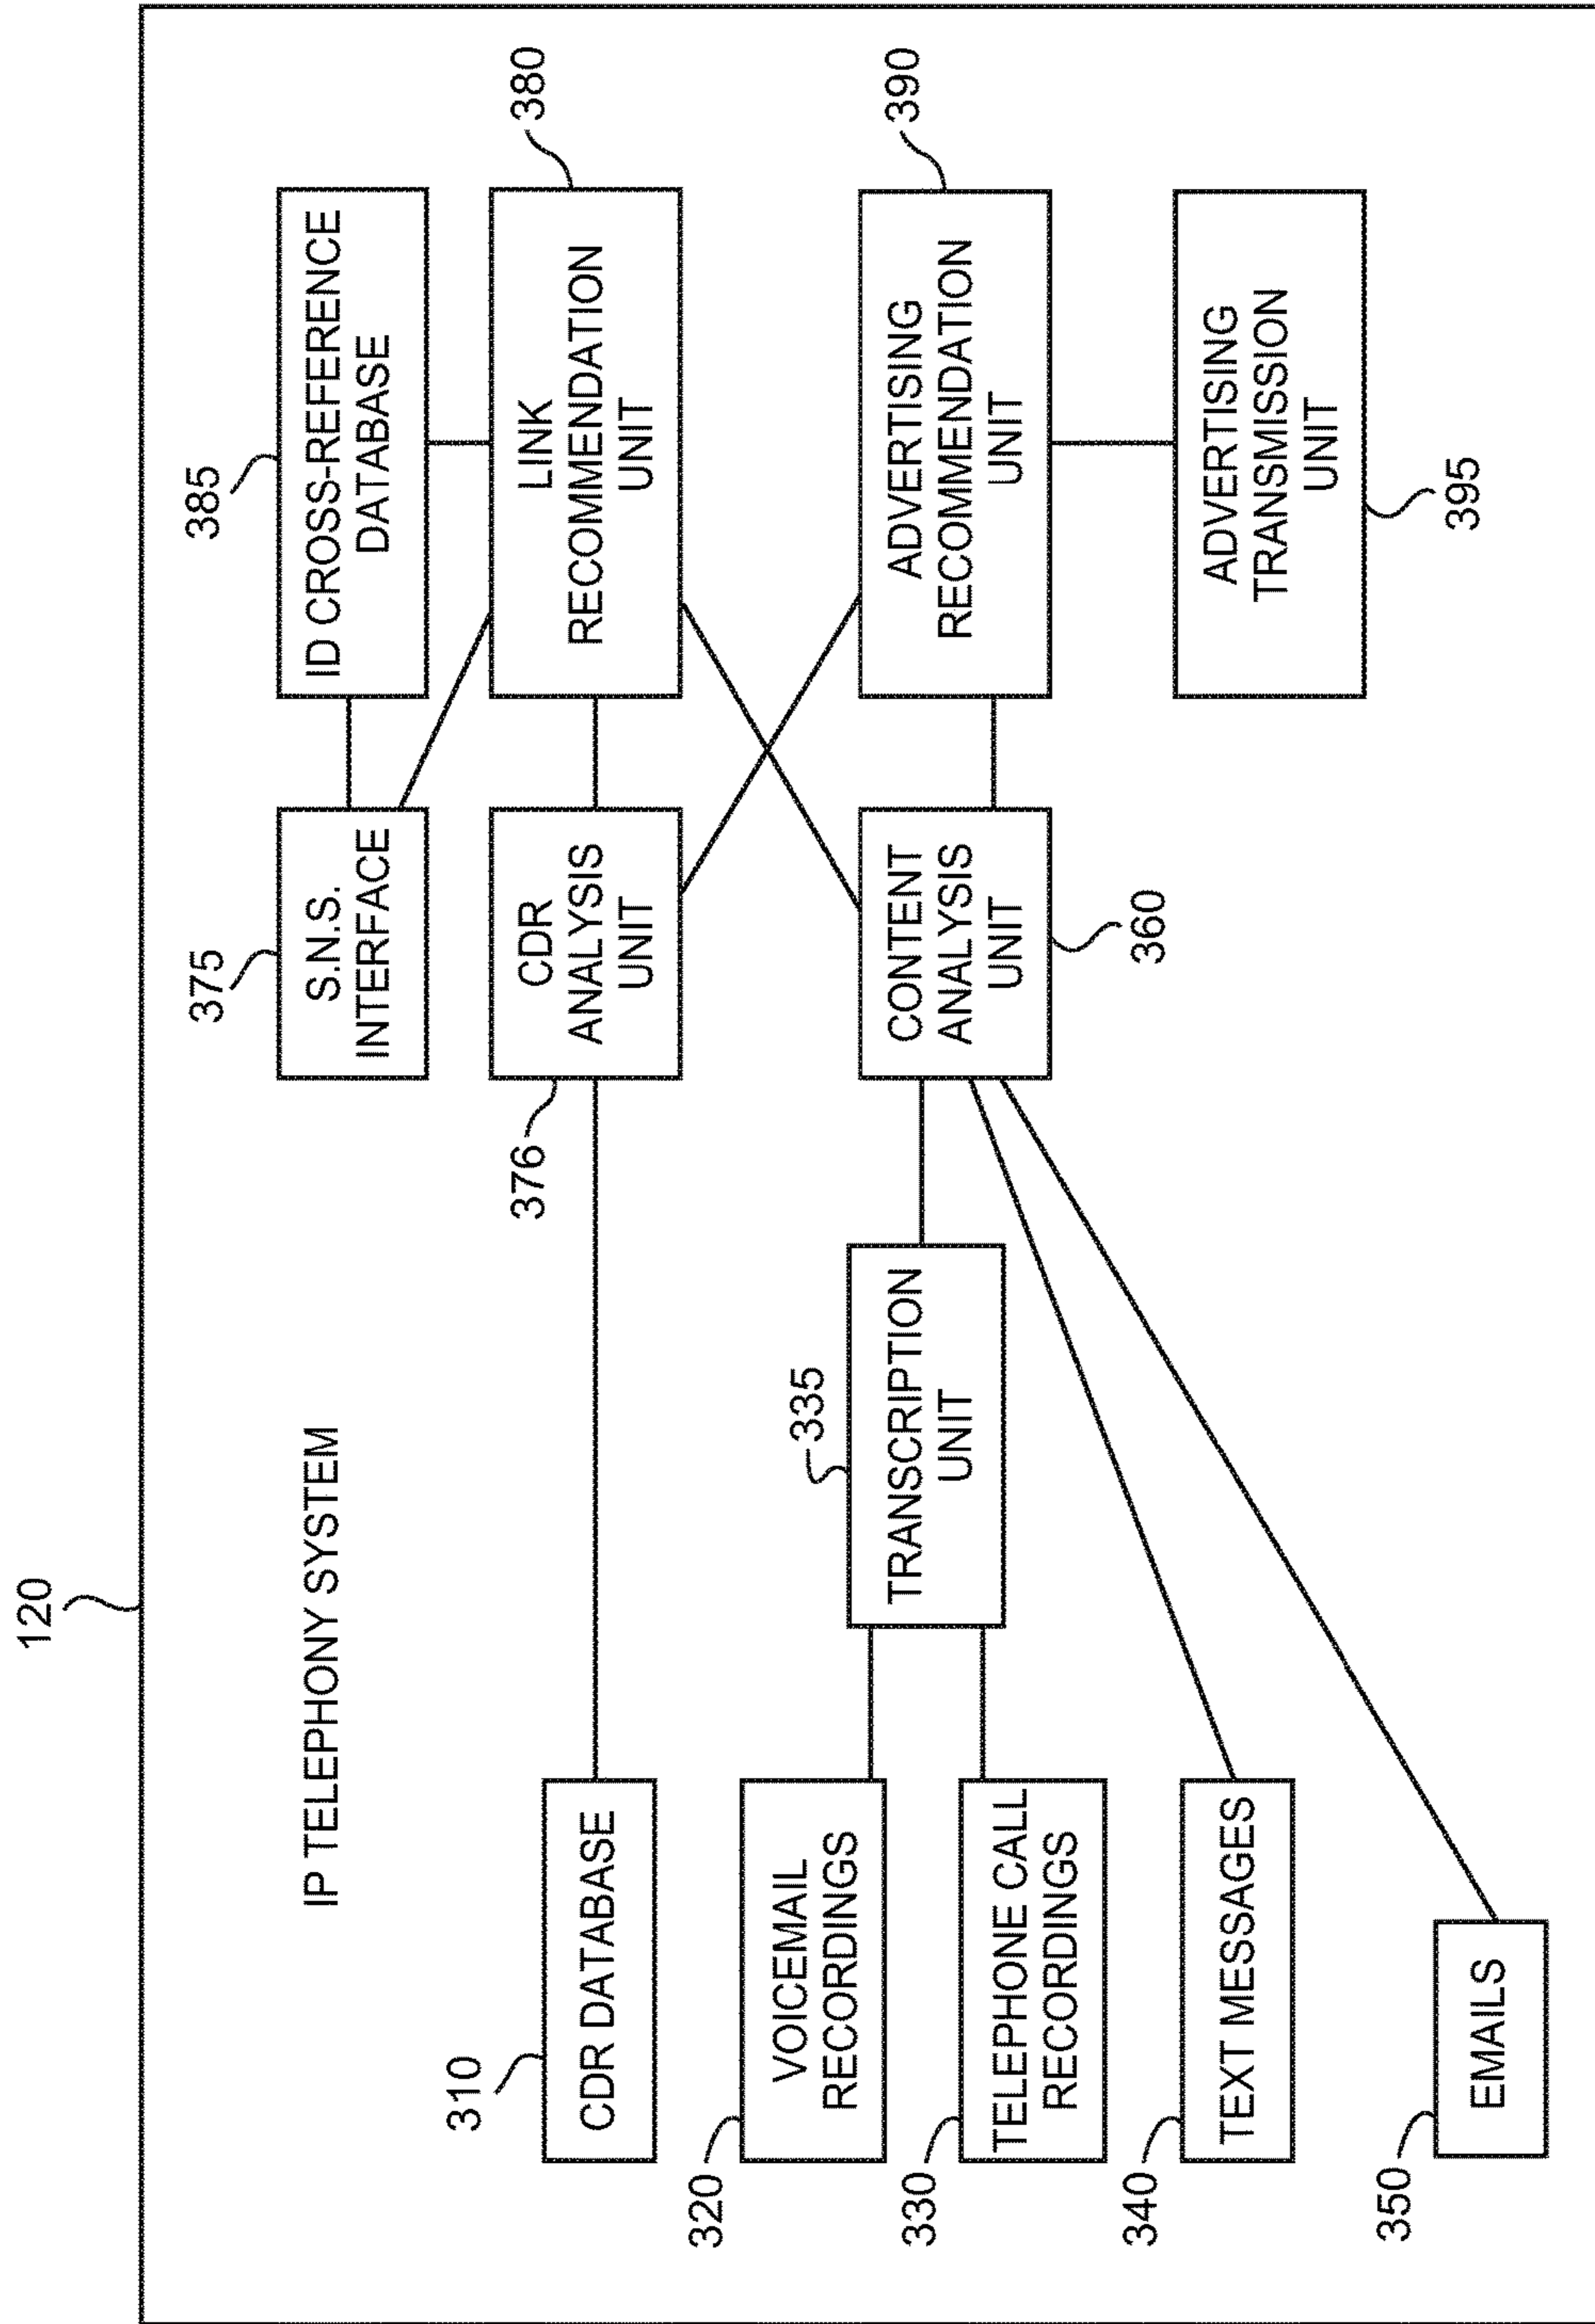 120
IP TELEPHONY SYSTEM
310
CDR DATABASE
320
VOICEMAIL
RECORDINGS
330
TELEPHONE CALL
RECORDINGS
340
TEXT MESSAGES
350
EMAILS
335
TRANSCRIPTION
UNIT
375
S.N.S.
INTERFACE
376
CDR
ANALYSIS
UNIT
CONTENT
ANALYSIS
UNIT
360
385
ID CROSS-REFERENCE
DATABASE
380
LINK
RECOMMENDATION
UNIT
390
ADVERTISING
RECOMMENDATION
UNIT
ADVERTISING
TRANSMISSION
UNIT
395